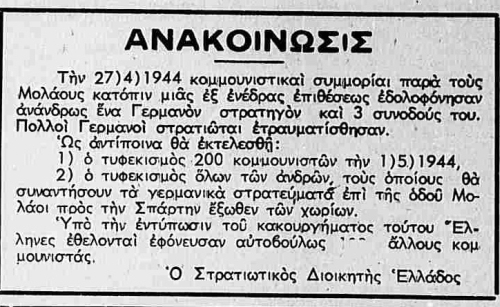 ΑΝΑΚΟΙΝΩΣΙΣ
Τὴν 27)4)1944 κομμουνιστικαὶ συμμορίαι παρὰ τοὺς
Μολάους κατόπιν μιᾶς ἐξ ἐνέδρας ἐπιθέσεως ἐδολοφόνησαν
ἀνάνδρως ἕνα Γερμανὸν στρατηγὸν καὶ 3 συνοδούς του.
Πολλοὶ Γερμανοὶ στρατιῶται ἐτραυματίσθησαν.
Ὡς ἀντίποινα θὰ ἐκτελεσθῇ:
1) ὁ τυφεκισμὸς 200 κομμουνιστῶν τὴν 1)5)1944,
2) ὁ τυφεκισμὸς ὅλων τῶν ἀνδρῶν, τοὺς ὁποίους θὰ
συναντήσουν τὰ γερμανικὰ στρατεύματα ἐπὶ τῆς ὁδοῦ Μο-
λάοι πρὸς τὴν Σπάρτην ἔξωθεν τῶν χωρίων.
Ὑπὸ τὴν ἐντύπωσιν τοῦ κακουργήματος τούτου Ἕλ-
ληνες ἐθελονταὶ ἐφόνευσαν αὐτοβούλως ἄλλους κομ
μουνιστάς.
Ὁ Στρατιωτικὸς Διοικητὴς Ἑλλάδος